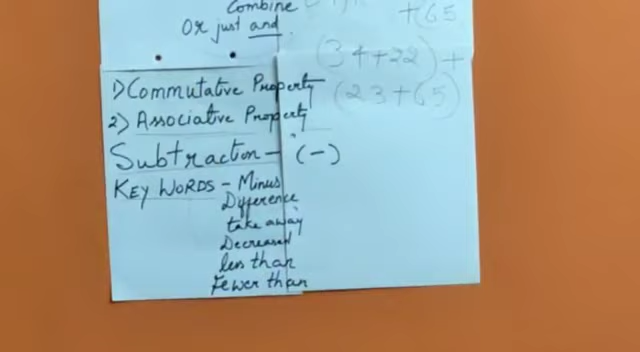 Combine
Or just and
+65
(34+22)+
(23+65)
1) Commutative Property
2) Associative Property
Subtraction - (-)
KEY WORDS - Minus
Difference
take away
Decreased
less than
Fewer than